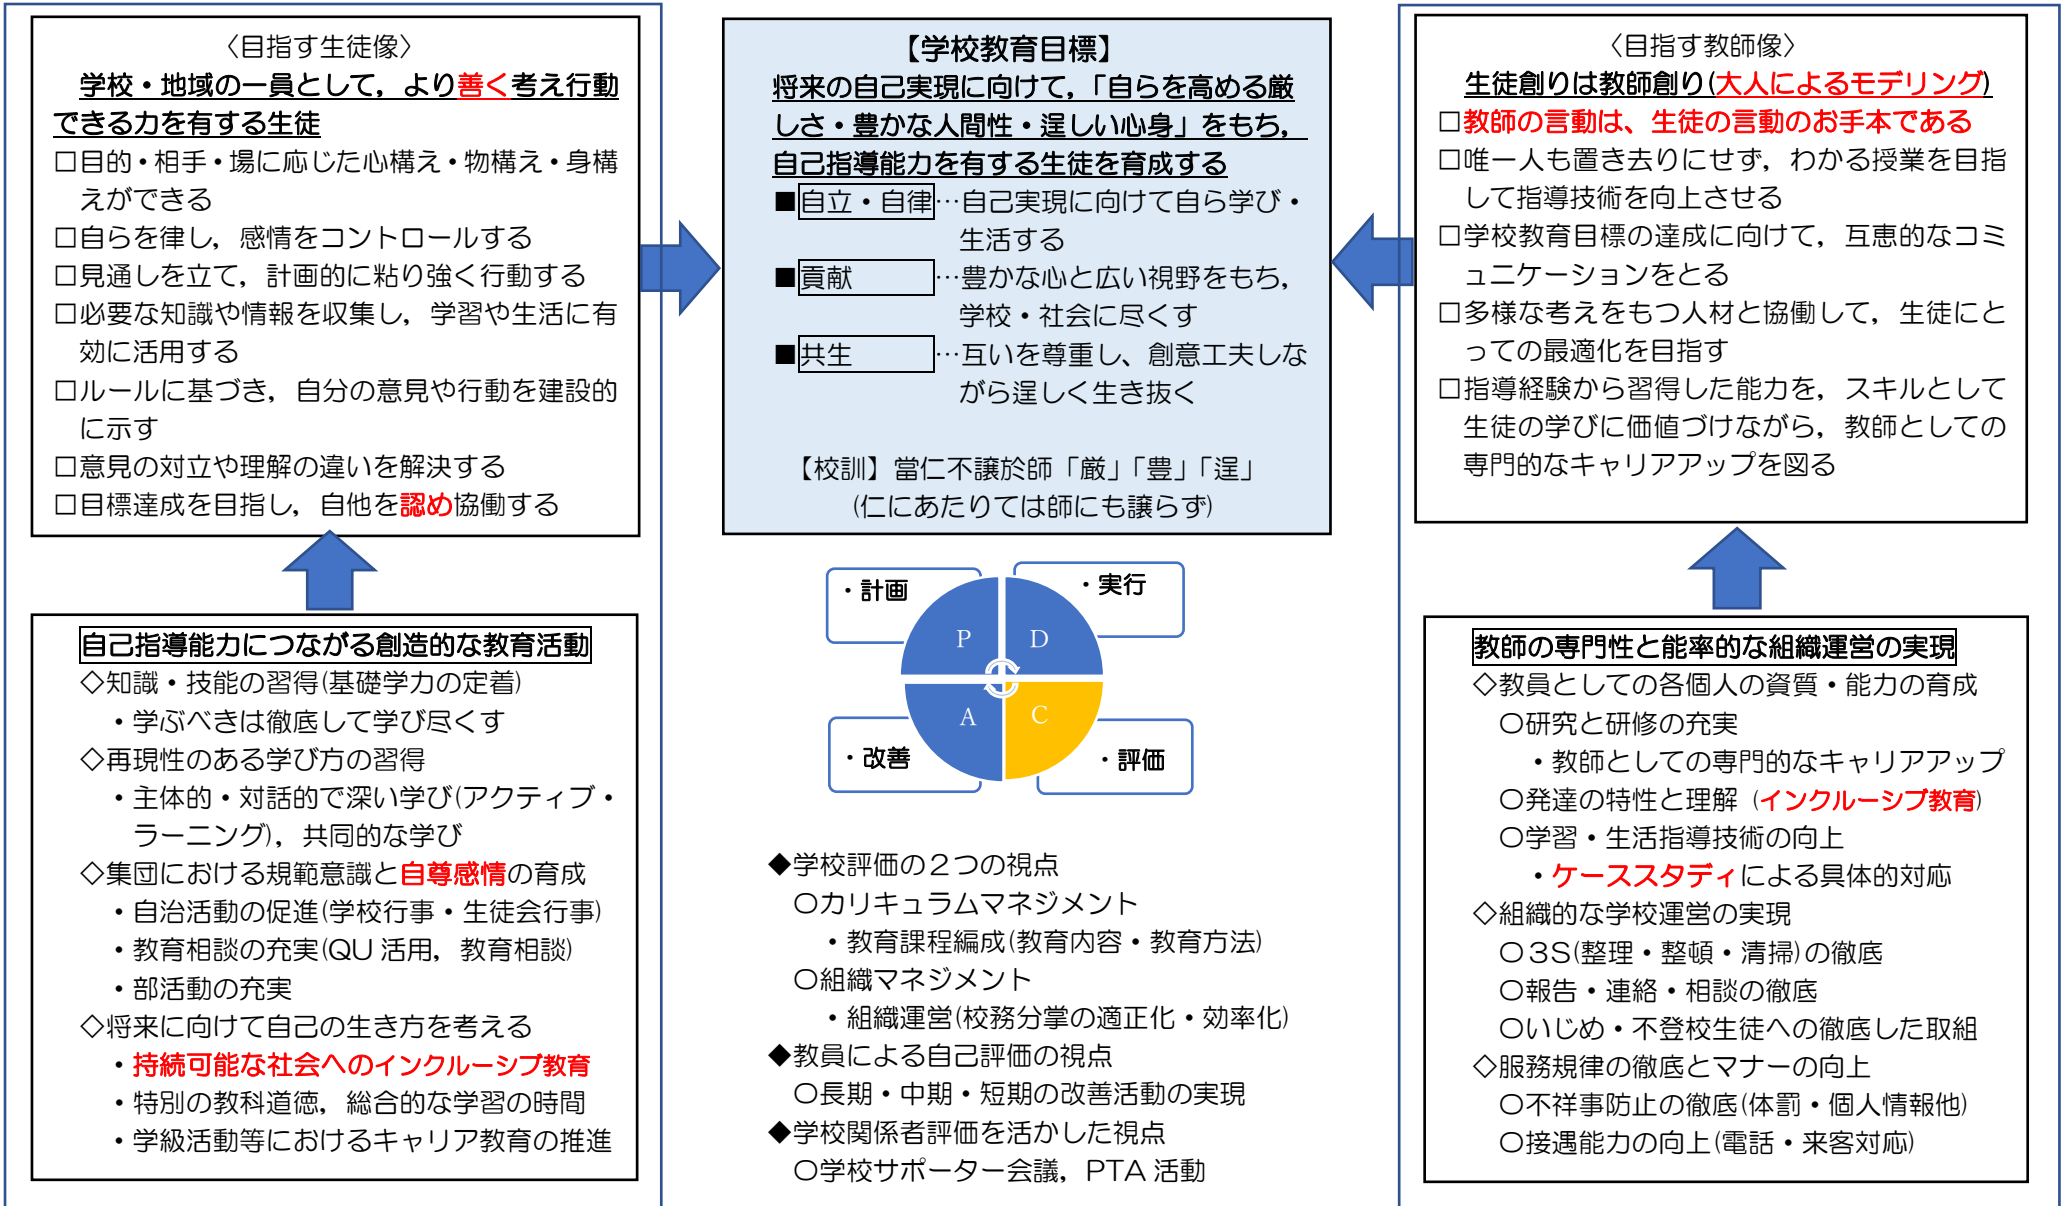 〈目指す生徒像〉
学校・地域の一員として，より善く考え行動
できる力を有する生徒
□目的・相手・場に応じた心構え・物構え・身構
えができる
□自らを律し，感情をコントロールする
□見通しを立て，計画的に粘り強く行動する
□必要な知識や情報を収集し，学習や生活に有
効に活用する
□ルールに基づき，自分の意見や行動を建設的
に示す
□意見の対立や理解の違いを解決する
□目標達成を目指し，自他を認め協働する
自己指導能力につながる創造的な教育活動
◇知識・技能の習得(基礎学力の定着)
・学ぶべきは徹底して学び尽くす
◇再現性のある学び方の習得
・主体的・対話的で深い学び(アクティブ・
ラーニング)，共同的な学び
◇集団における規範意識と自尊感情の育成
・自治活動の促進(学校行事・生徒会行事)
・教育相談の充実(QU 活用，教育相談)
・部活動の充実
◇将来に向けて自己の生き方を考える
・持続可能な社会へのインクルーシブ教育
・特別の教科道徳，総合的な学習の時間
・学級活動等におけるキャリア教育の推進
【学校教育目標】
将来の自己実現に向けて，「自らを高める厳
しさ・豊かな人間性・逞しい心身」をもち，
自己指導能力を有する生徒を育成する
■自立・自律…自己実現に向けて自ら学び・
生活する
■貢献…豊かな心と広い視野をもち，
学校・社会に尽くす
■共生…互いを尊重し、創意工夫しな
がら逞しく生き抜く
【校訓】當仁不譲於師「厳」「豊」「逞」
(仁にあたりては師にも譲らず)
・計画
・実行
P
D
A
C
・改善
・評価
◆学校評価の２つの視点
○カリキュラムマネジメント
・教育課程編成(教育内容・教育方法)
○組織マネジメント
・組織運営(校務分掌の適正化・効率化)
◆教員による自己評価の視点
○長期・中期・短期の改善活動の実現
◆学校関係者評価を活かした視点
○学校サポーター会議，PTA 活動
〈目指す教師像〉
生徒創りは教師創り(大人によるモデリング)
□教師の言動は、生徒の言動のお手本である
□唯一人も置き去りにせず，わかる授業を目指
して指導技術を向上させる
□学校教育目標の達成に向けて，互恵的なコミ
ュニケーションをとる
□多様な考えをもつ人材と協働して，生徒にと
っての最適化を目指す
□指導経験から習得した能力を，スキルとして
生徒の学びに価値づけながら，教師としての
専門的なキャリアアップを図る
教師の専門性と能率的な組織運営の実現
◇教員としての各個人の資質・能力の育成
○研究と研修の充実
・教師としての専門的なキャリアアップ
○発達の特性と理解 (インクルーシブ教育)
○学習・生活指導技術の向上
・ケーススタディによる具体的対応
◇組織的な学校運営の実現
○3S(整理・整頓・清掃)の徹底
○報告・連絡・相談の徹底
○いじめ・不登校生徒への徹底した取組
◇服務規律の徹底とマナーの向上
○不祥事防止の徹底(体罰・個人情報他)
○接遇能力の向上(電話・来客対応)